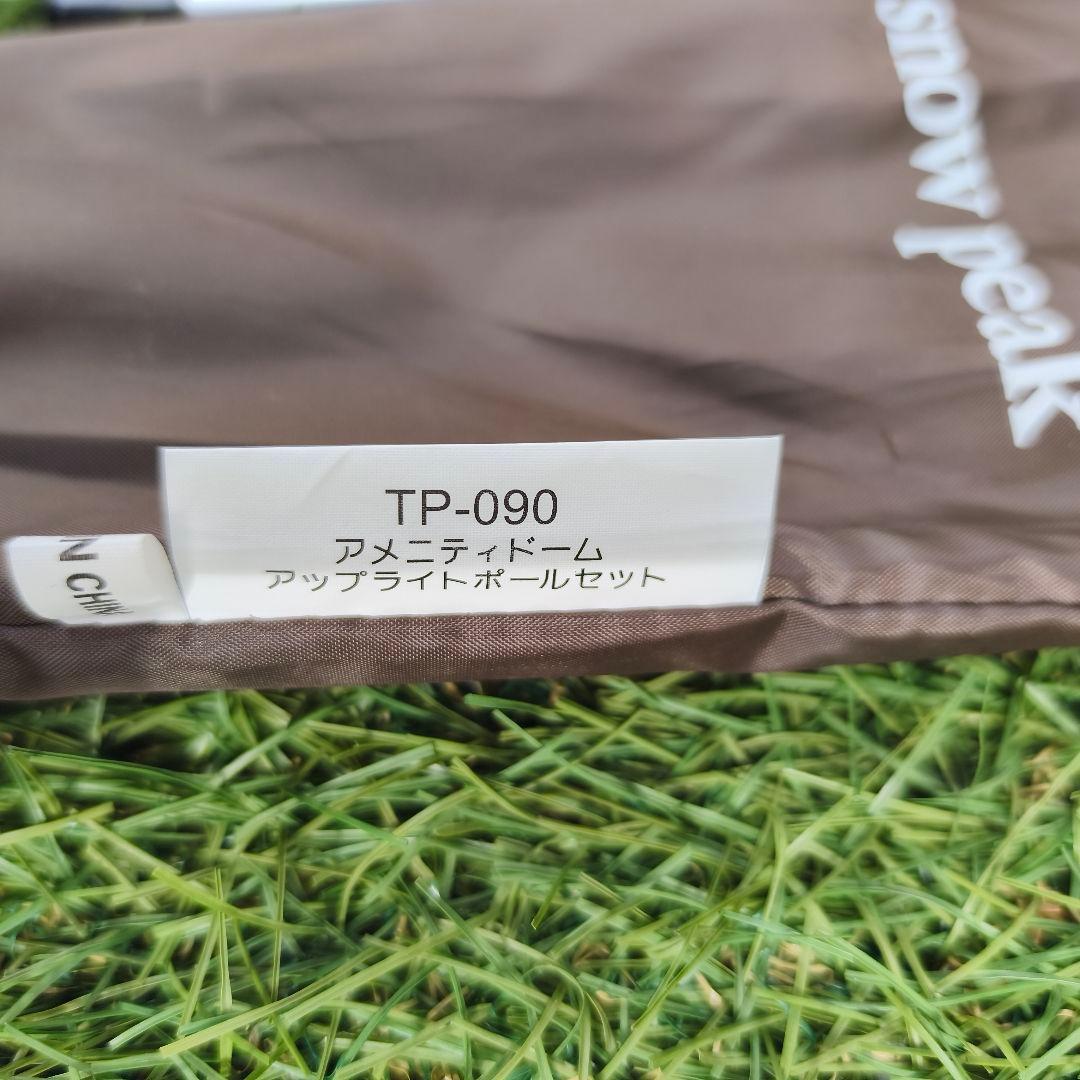 snow peak
TP-090
アメニティドーム
アップライトポールセット
N CHIN